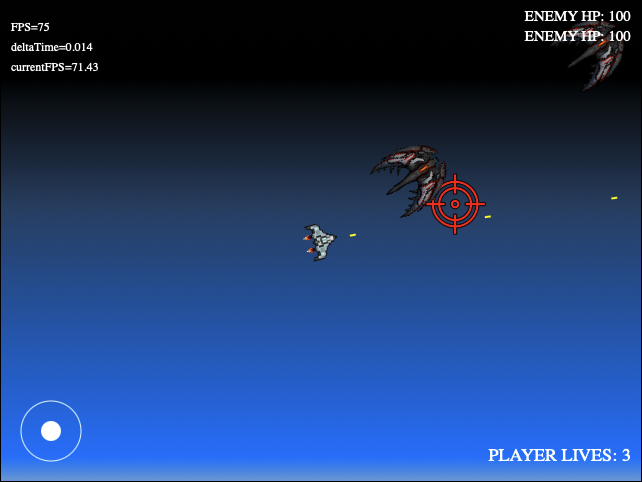 FPS=75
deltaTime=0.014
currentFPS=71.43
ENEMY HP: 100
ENEMY HP: 100
PLAYER LIVES: 3